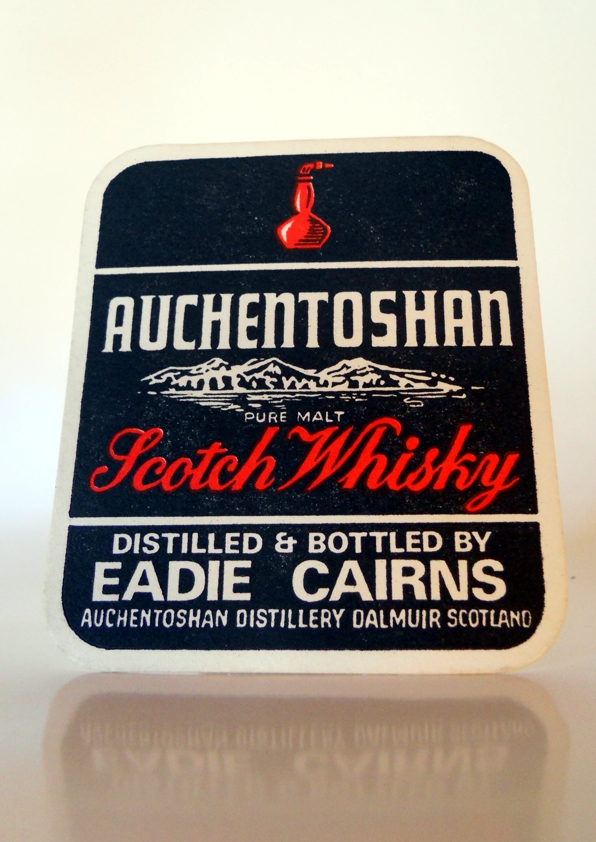 AUCHENTOSHAN
PURE MALT
Scotch Whisky
DISTILLED & BOTTLED BY
EADIE CAIRNS
AUCHENTOSHAN DISTILLERY DALMUIR SCOTLAND